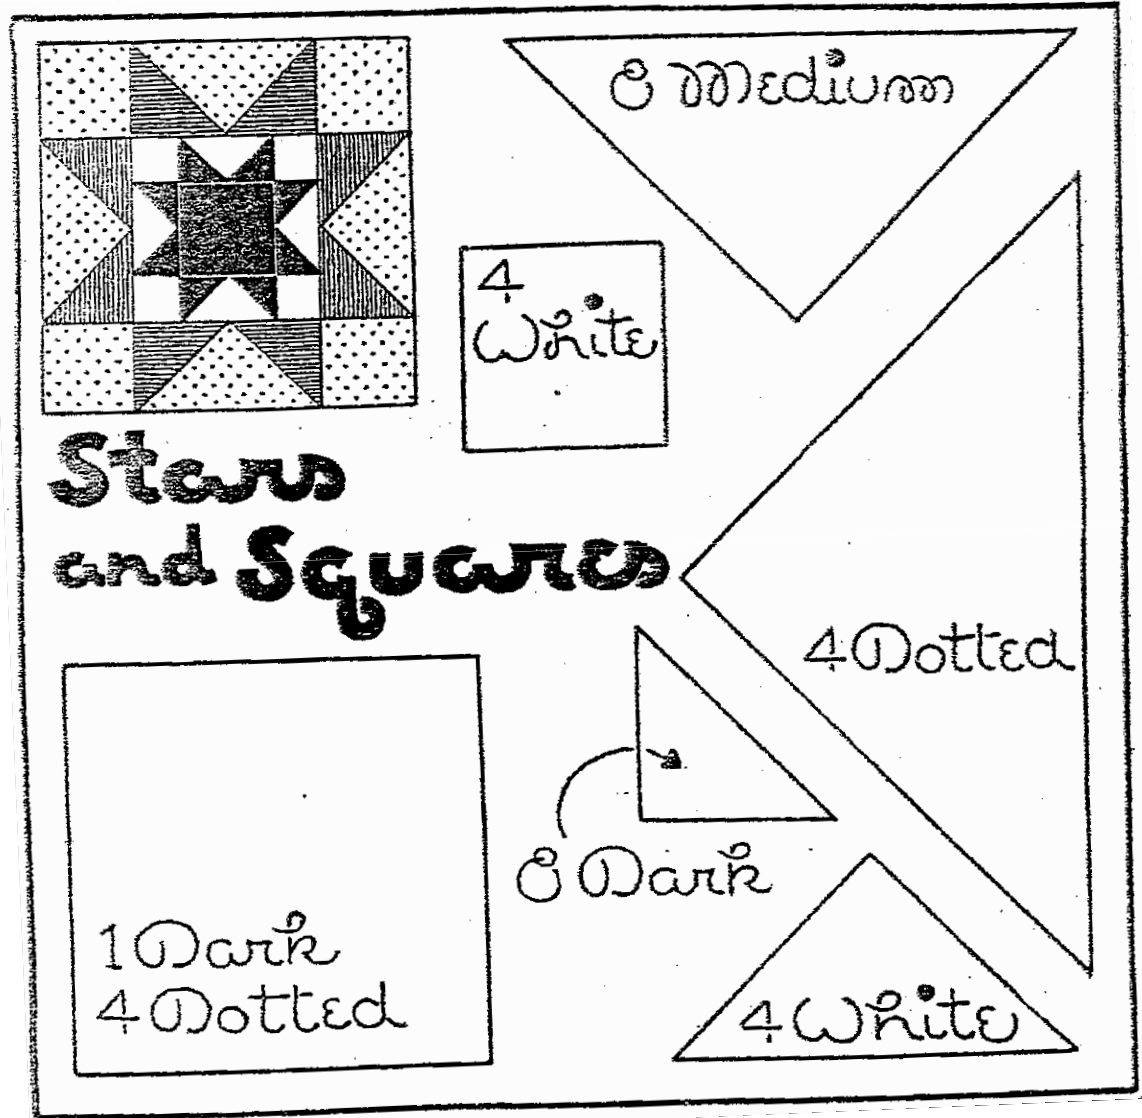 8 Medium
4
White
Stars
and Squares
4 Dotted
8 Dark
1 Dark
4 Dotted
4 White